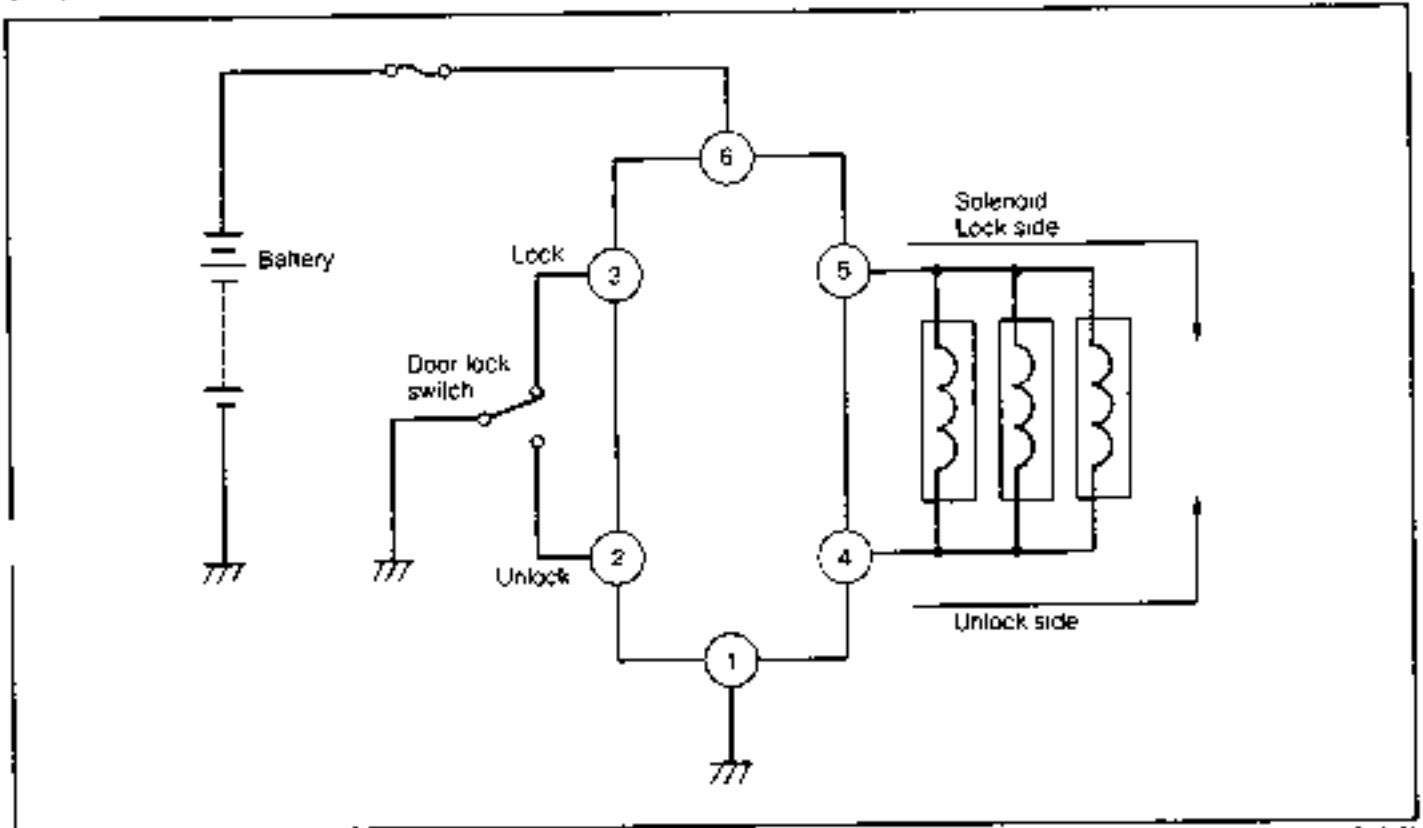 6
Solenoid
Lock side
Battery
Lock
3
5
Door lock
switch
2
Unlock
4
Unlock side
1